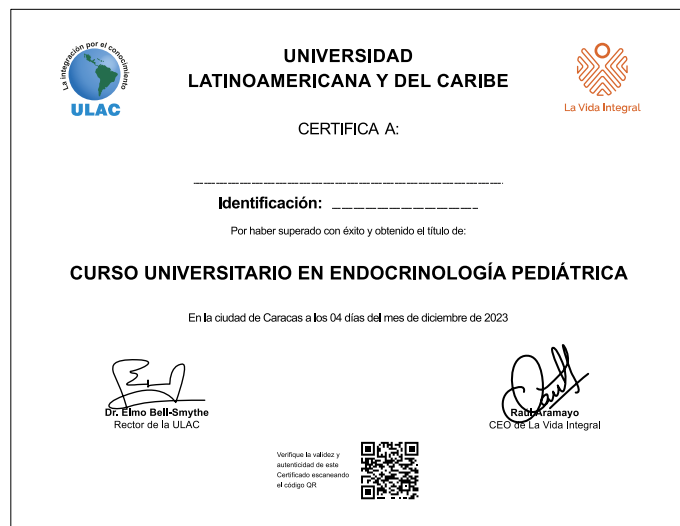 La integración por el conocimiento
ULAC
UNIVERSIDAD
LATINOAMERICANA Y DEL CARIBE
La Vida Integral
CERTIFICA A:
Identificación:
Por haber superado con éxito y obtenido el título de:
CURSO UNIVERSITARIO EN ENDOCRINOLOGÍA PEDIÁTRICA
En la ciudad de Caracas a los 04 días del mes de diciembre de 2023
Dr. Elmo Bell-Smythe
Rector de la ULAC
Raúl Aramayo
CEO de La Vida Integral
Verifique la validez y
autenticidad de este
Certificado escaneando
el código QR